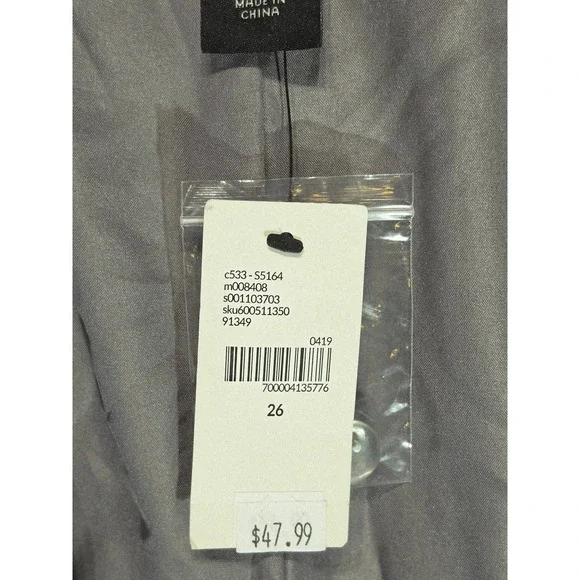 MADE IN
CHINA
c533 - S5164
m008408
s001103703
sku600511350
91349
0419
700004135776
26
$47.99